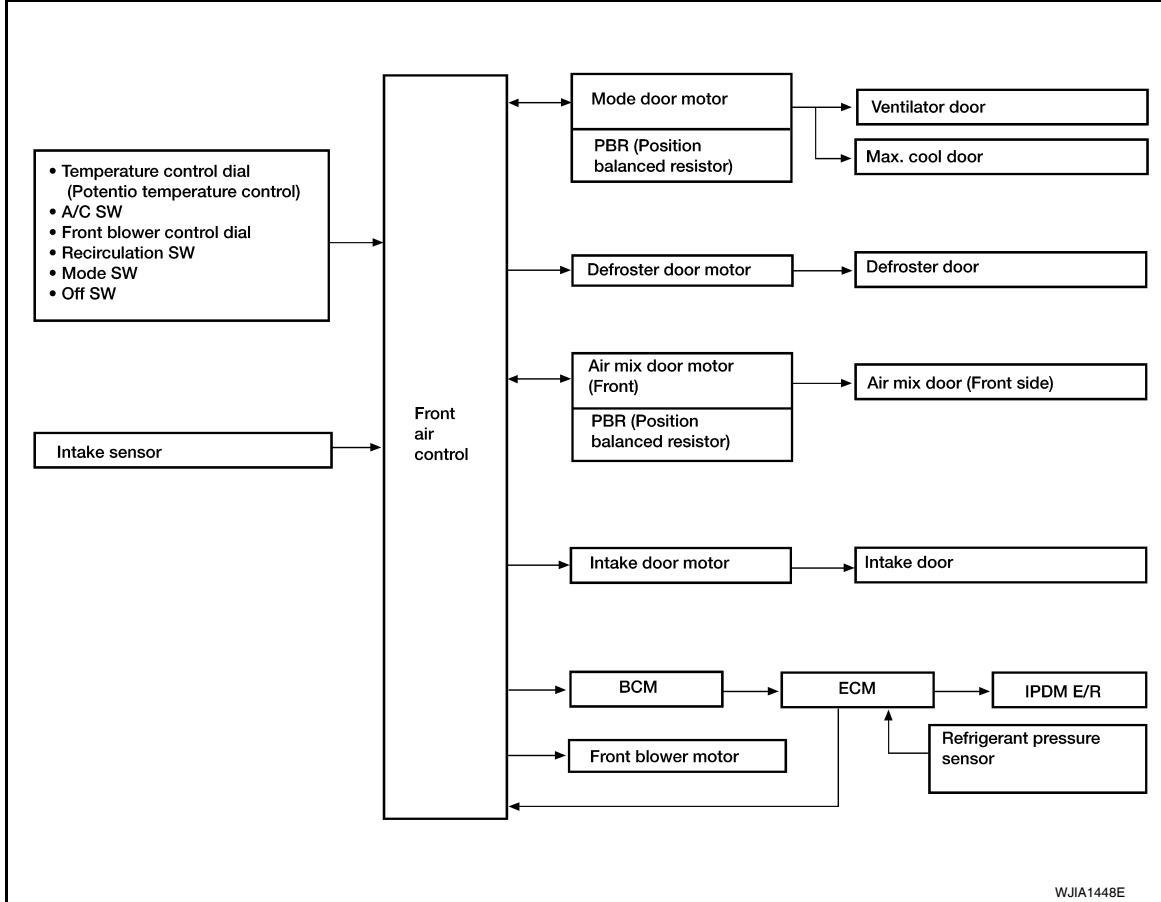 • Temperature control dial
(Potentio temperature control)
• A/C SW
• Front blower control dial
• Recirculation SW
• Mode SW
• Off SW
Intake sensor
Front
air
control
Mode door motor
PBR (Position
balanced resistor)
Ventilator door
Max. cool door
Defroster door motor
Defroster door
Air mix door motor
(Front)
PBR (Position
balanced resistor)
Air mix door (Front side)
Intake door motor
Intake door
BCM
ECM
IPDM E/R
Refrigerant pressure
sensor
Front blower motor
WJIA1448E